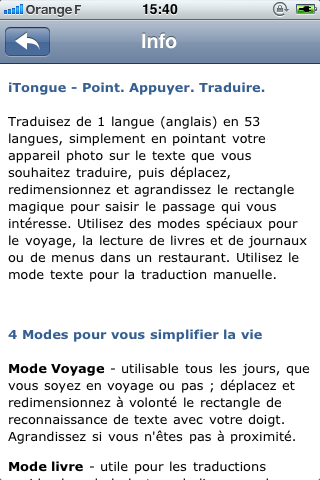 Orange F 15:40
Info
iTongue - Point. Appuyer. Traduire.
Traduisez de 1 langue (anglais) en 53
langues, simplement en pointant votre
appareil photo sur le texte que vous
souhaitez traduire, puis déplacez,
redimensionnez et agrandissez le rectangle
magique pour saisir le passage qui vous
intéresse. Utilisez des modes spéciaux pour
le voyage, la lecture de livres et de journaux
ou de menus dans un restaurant. Utilisez le
mode texte pour la traduction manuelle.
4 Modes pour vous simplifier la vie
Mode Voyage - utilisable tous les jours, que
vous soyez en voyage ou pas ; déplacez et
redimensionnez à volonté le rectangle de
reconnaissance de texte avec votre doigt.
Agrandissez si vous n'êtes pas à proximité.
Mode livre - utile pour les traductions